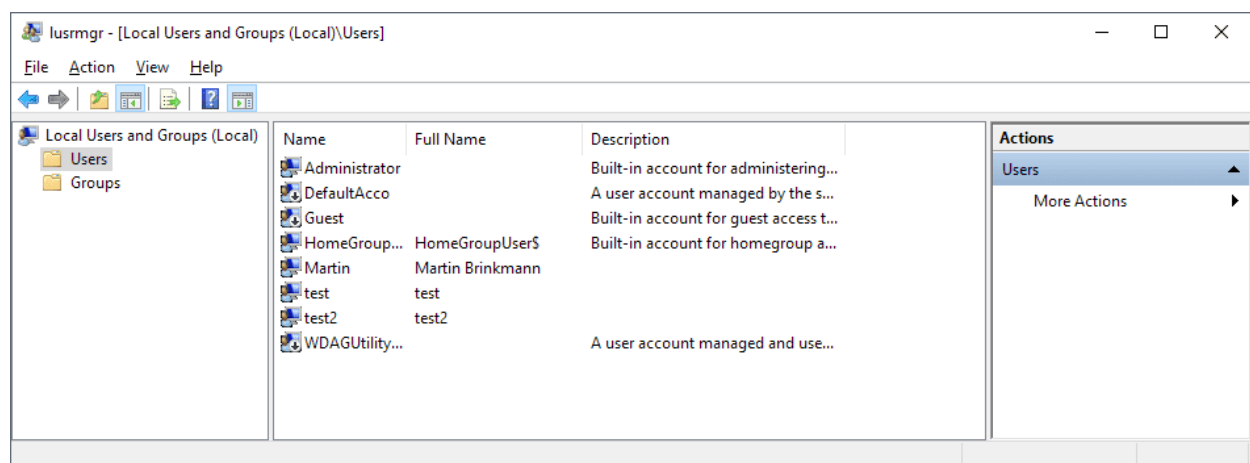 lusrmgr - [Local Users and Groups (Local)\Users]
File Action View Help
Local Users and Groups (Local)
Users
Groups
Name Full Name Description
Administrator Built-in account for administering...
DefaultAcco A user account managed by the s...
Guest Built-in account for guest access t...
HomeGroup... HomeGroupUser$ Built-in account for homegroup a...
Martin Martin Brinkmann
test test
test2 test2
WDAGUtility... A user account managed and use...
Actions
Users
More Actions